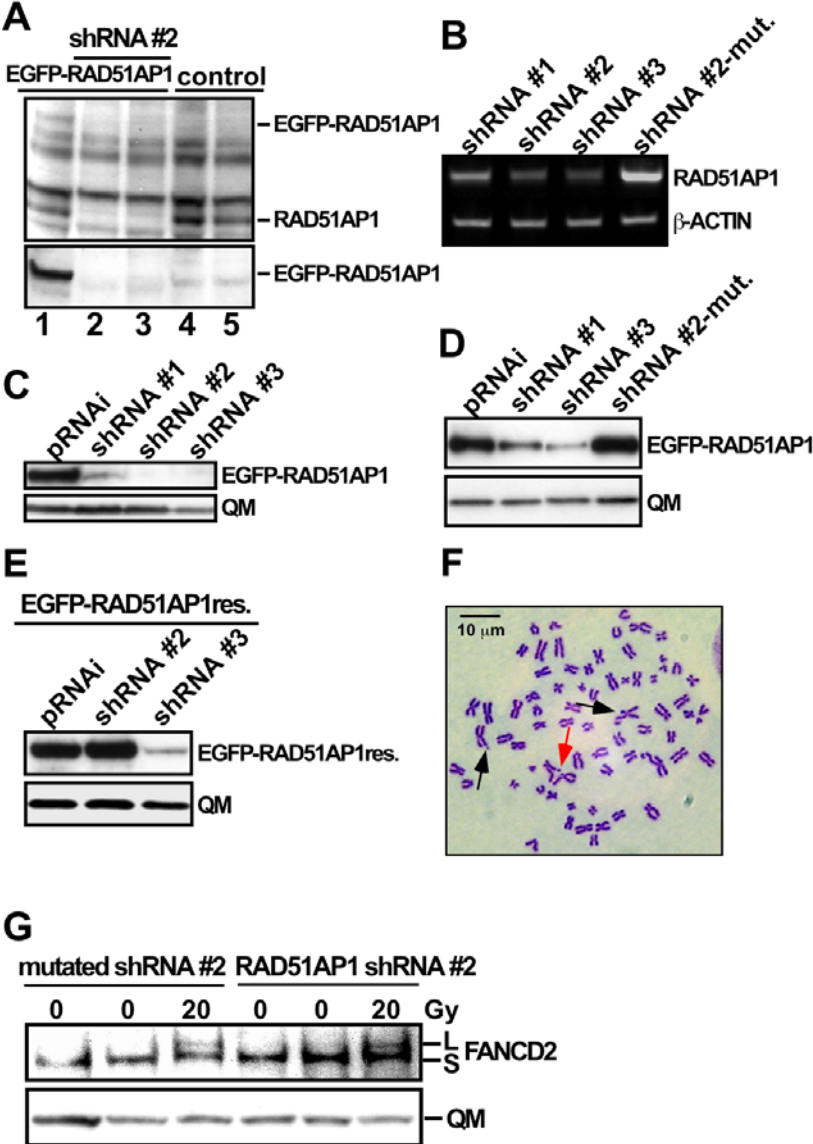 A
shRNA #2
EGFP-RAD51AP1 control
EGFP-RAD51AP1
RAD51AP1
EGFP-RAD51AP1
1 2 3 4 5
B
shRNA #1
shRNA #2
shRNA #3
shRNA #2-mut.
RAD51AP1
β-ACTIN
C
pRNAi
shRNA #1
shRNA #2
shRNA #3
EGFP-RAD51AP1
QM
D
pRNAi
shRNA #1
shRNA #3
shRNA #2-mut.
EGFP-RAD51AP1
QM
E
EGFP-RAD51AP1res.
pRNAi
shRNA #2
shRNA #3
EGFP-RAD51AP1res.
QM
F
10 μm
G
mutated shRNA #2 RAD51AP1 shRNA #2
0 0 20 0 0 20 Gy
L
S FANCD2
QM